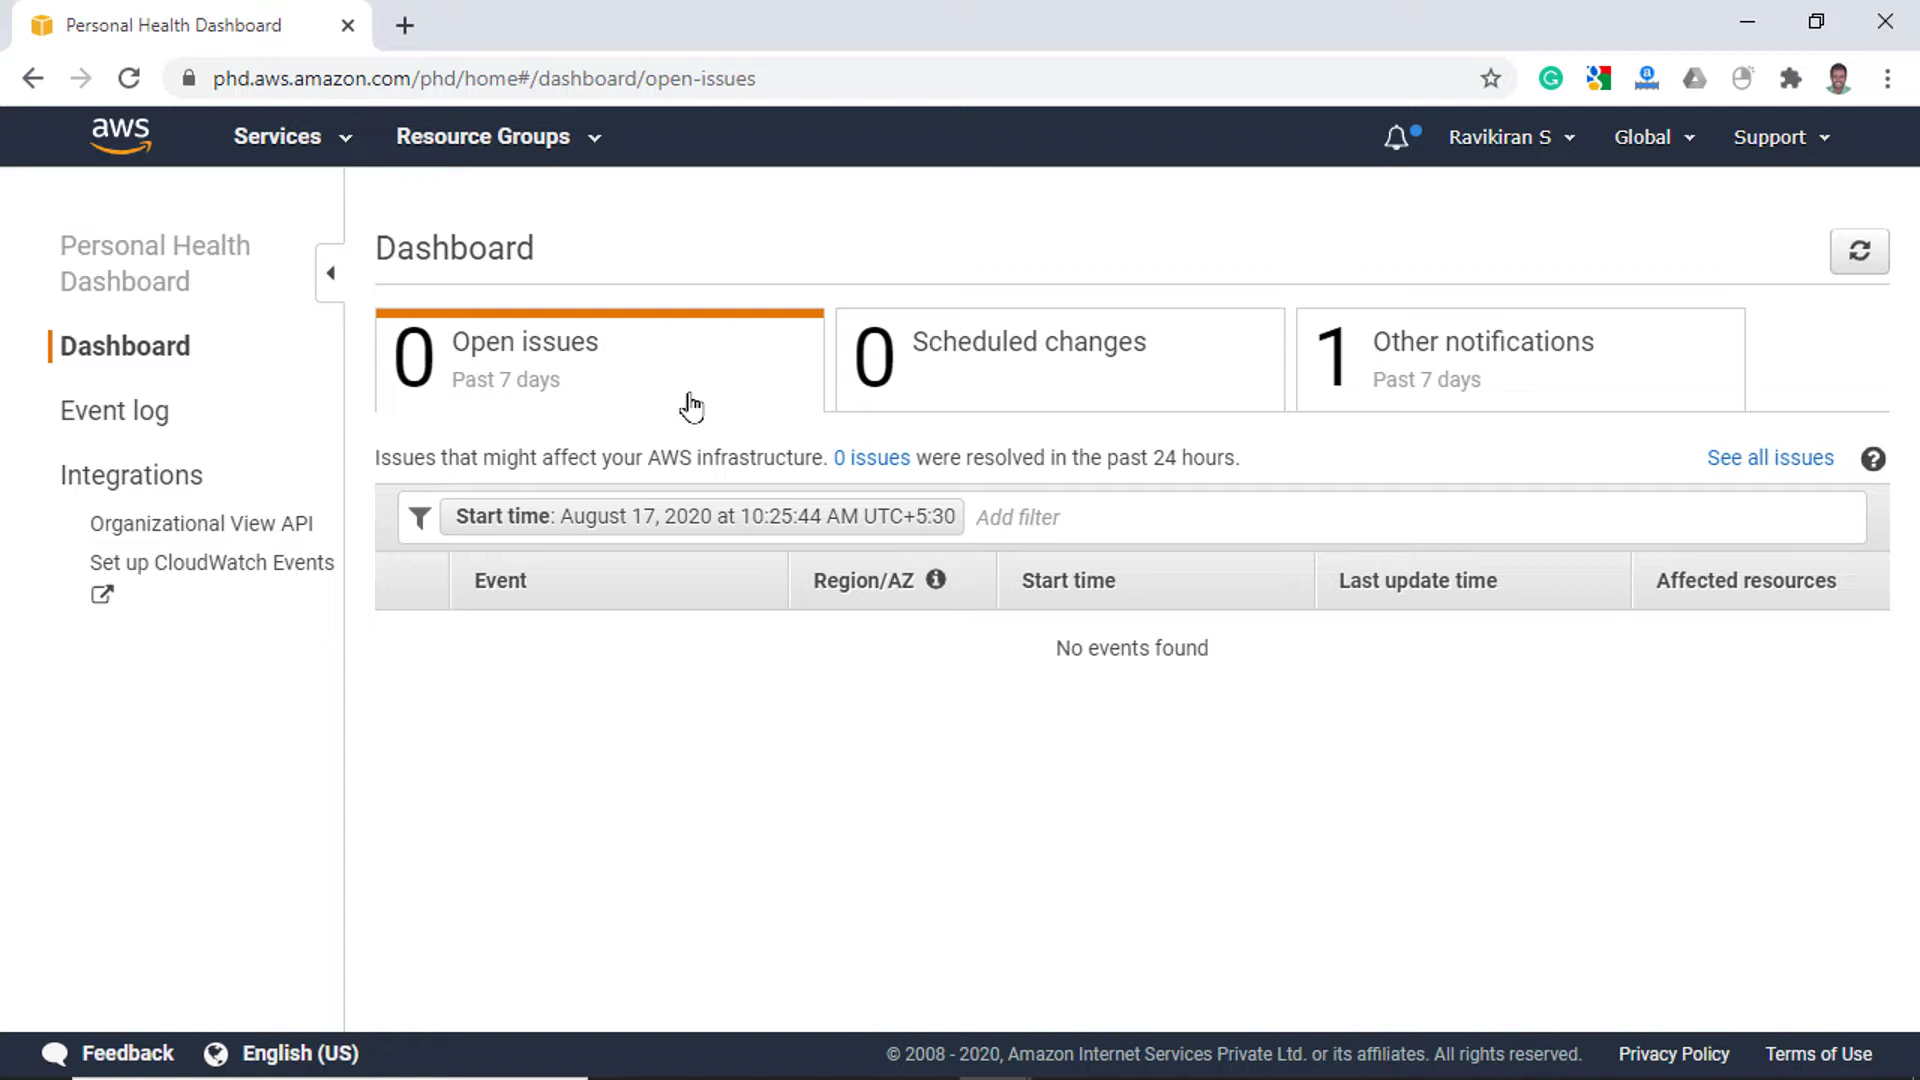 Personal Health Dashboard
phd.aws.amazon.com/phd/home#/dashboard/open-issues
aws Services Resource Groups Ravikiran S Global Support
Personal Health
Dashboard
Dashboard
Event log
Integrations
Organizational View API
Set up CloudWatch Events
Dashboard
0 Open issues
Past 7 days
0 Scheduled changes
1 Other notifications
Past 7 days
Issues that might affect your AWS infrastructure. 0 issues were resolved in the past 24 hours. See all issues
Start time: August 17, 2020 at 10:25:44 AM UTC+5:30 Add filter
Event Region/AZ Start time Last update time Affected resources
No events found
Feedback English (US) © 2008 - 2020, Amazon Internet Services Private Ltd. or its affiliates. All rights reserved. Privacy Policy Terms of Use